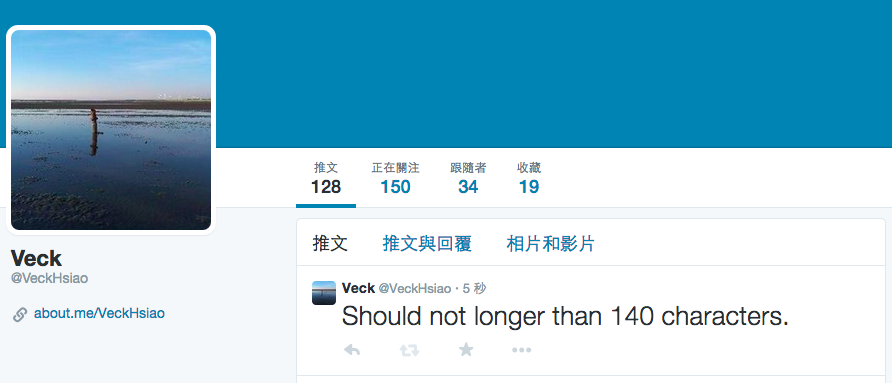 推文 正在關注 跟隨者 收藏
128 150 34 19
Veck
@VeckHsiao
about.me/VeckHsiao
推文 推文與回覆 相片和影片
Veck @VeckHsiao · 5 秒
Should not longer than 140 characters.